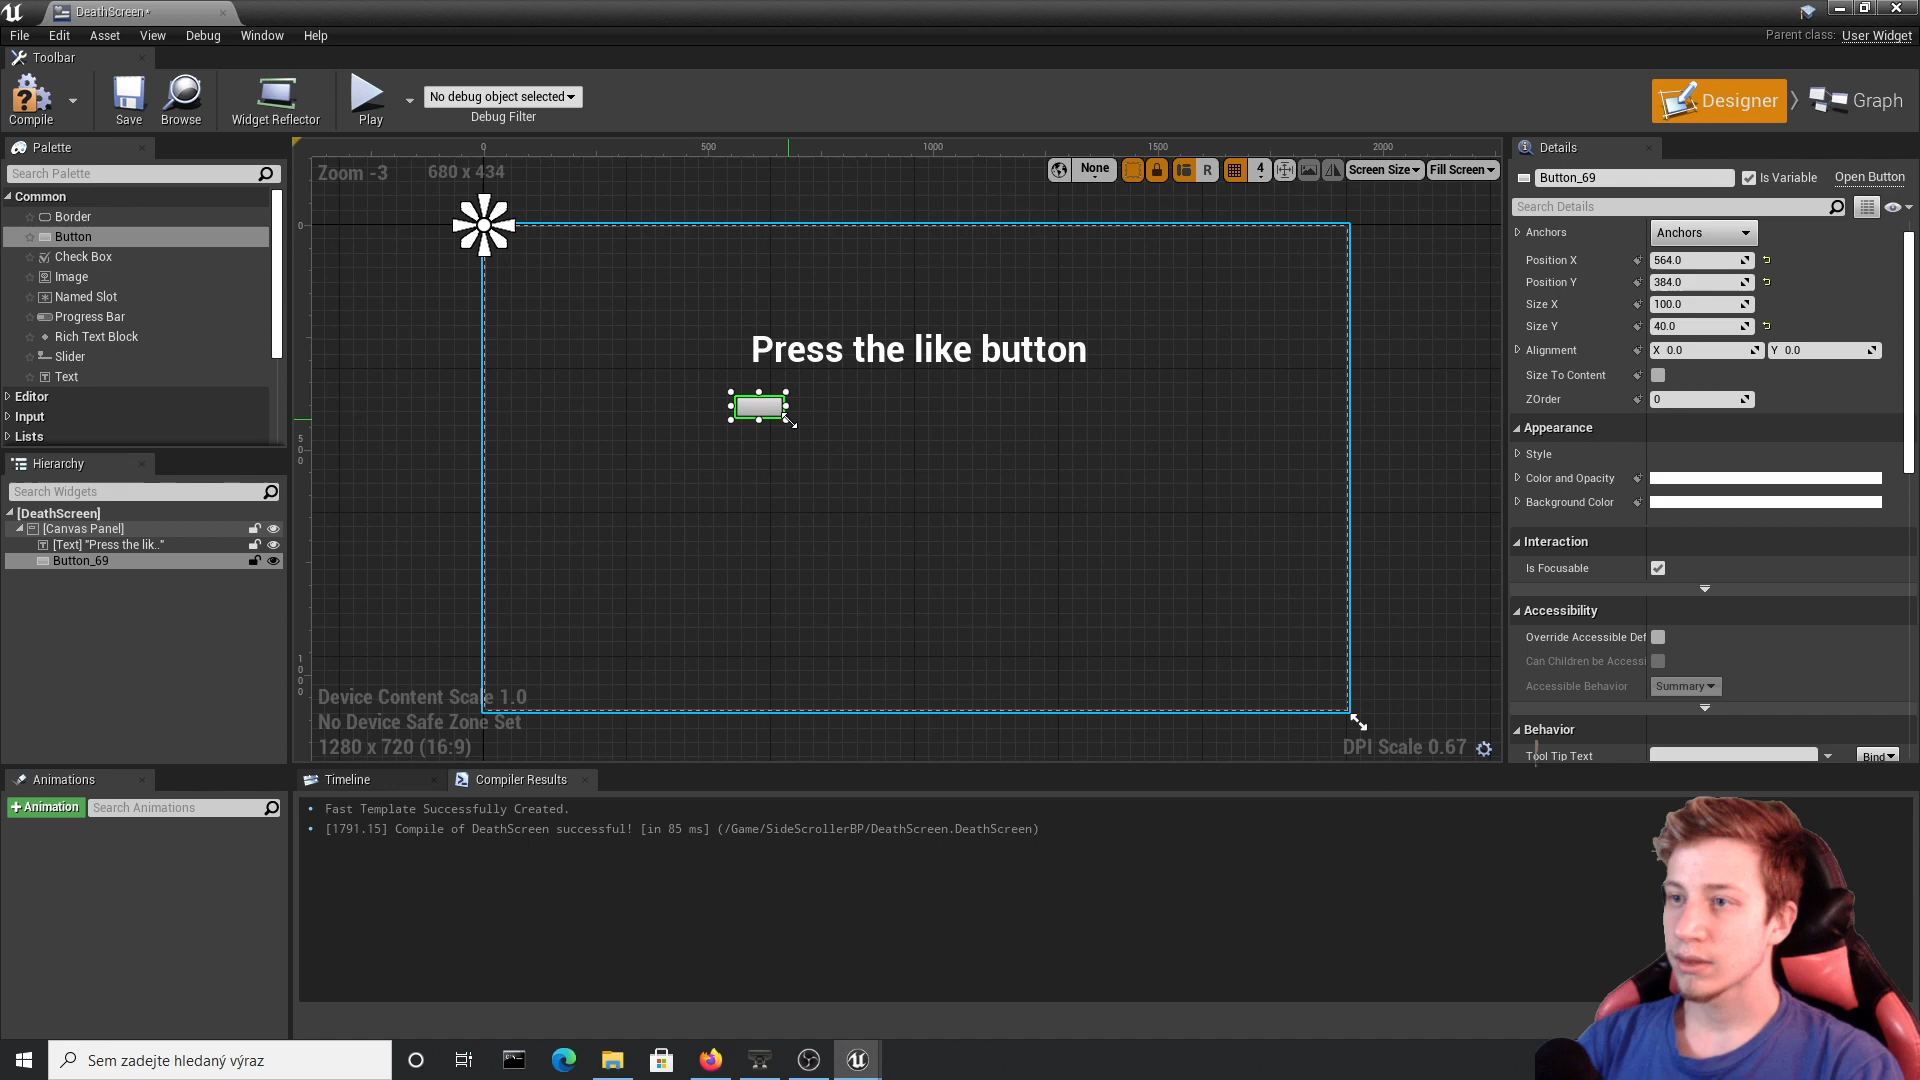 DeathScreen*
File Edit Asset View Debug Window Help
Parent class: User Widget
Toolbar
Compile
Save
Browse
Widget Reflector
Play
No debug object selected
Debug Filter
Designer
Graph
Palette
Search Palette
Common
Border
Button
Check Box
Image
Named Slot
Progress Bar
Rich Text Block
Slider
Text
Editor
Input
Lists
Hierarchy
Search Widgets
[DeathScreen]
[Canvas Panel]
[Text] "Press the lik.."
Button_69
Animations
+Animation
Search Animations
0 500 1000 1500 2000
Zoom -3
680 x 434
None
R
4
Screen Size
Fill Screen
0
500
1000
Press the like button
Device Content Scale 1.0
No Device Safe Zone Set
1280 x 720 (16:9)
DPI Scale 0.67
Timeline
Compiler Results
Fast Template Successfully Created.
[1791.15] Compile of DeathScreen successful! [in 85 ms] (/Game/SideScrollerBP/DeathScreen.DeathScreen)
Details
Button_69
Is Variable
Open Button
Search Details
Anchors
Anchors
Position X 564.0
Position Y 384.0
Size X 100.0
Size Y 40.0
Alignment X 0.0 Y 0.0
Size To Content
ZOrder 0
Appearance
Style
Color and Opacity
Background Color
Interaction
Is Focusable
Accessibility
Override Accessible Def
Can Children be Accessi
Accessible Behavior Summary
Behavior
Tool Tip Text
Bind
Sem zadejte hledaný výraz